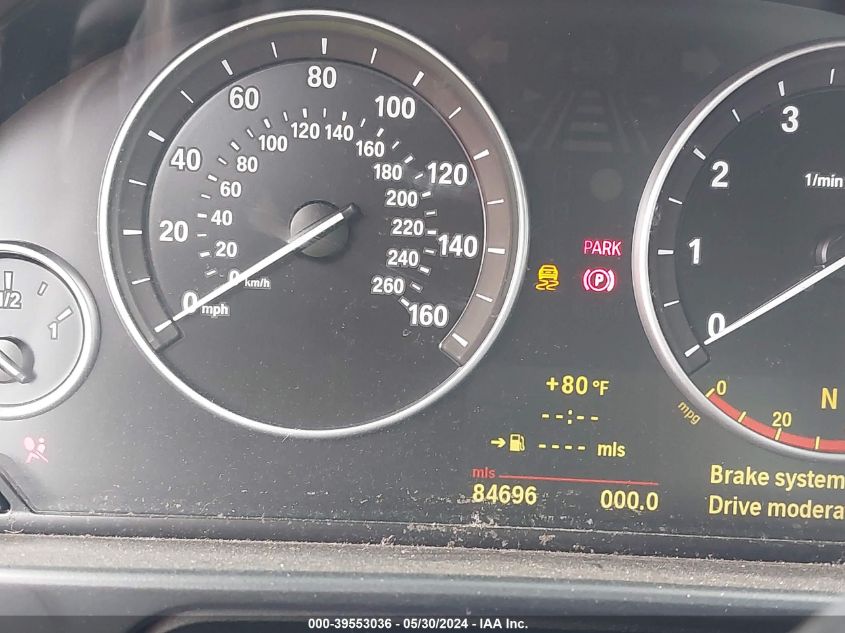 0 20 40 60 80 100 120 140 160
mph
0 20 40 60 80 100 120 140 160 180 200 220 240 260
km/h
1/2 1
PARK
P
+80 °F
--:--
---- mls
mls
84696 000.0
0 1 2 3
1/min
N
0 20
mpg
Brake system
Drive modera
000-39553036 - 05/30/2024 - IAA Inc.